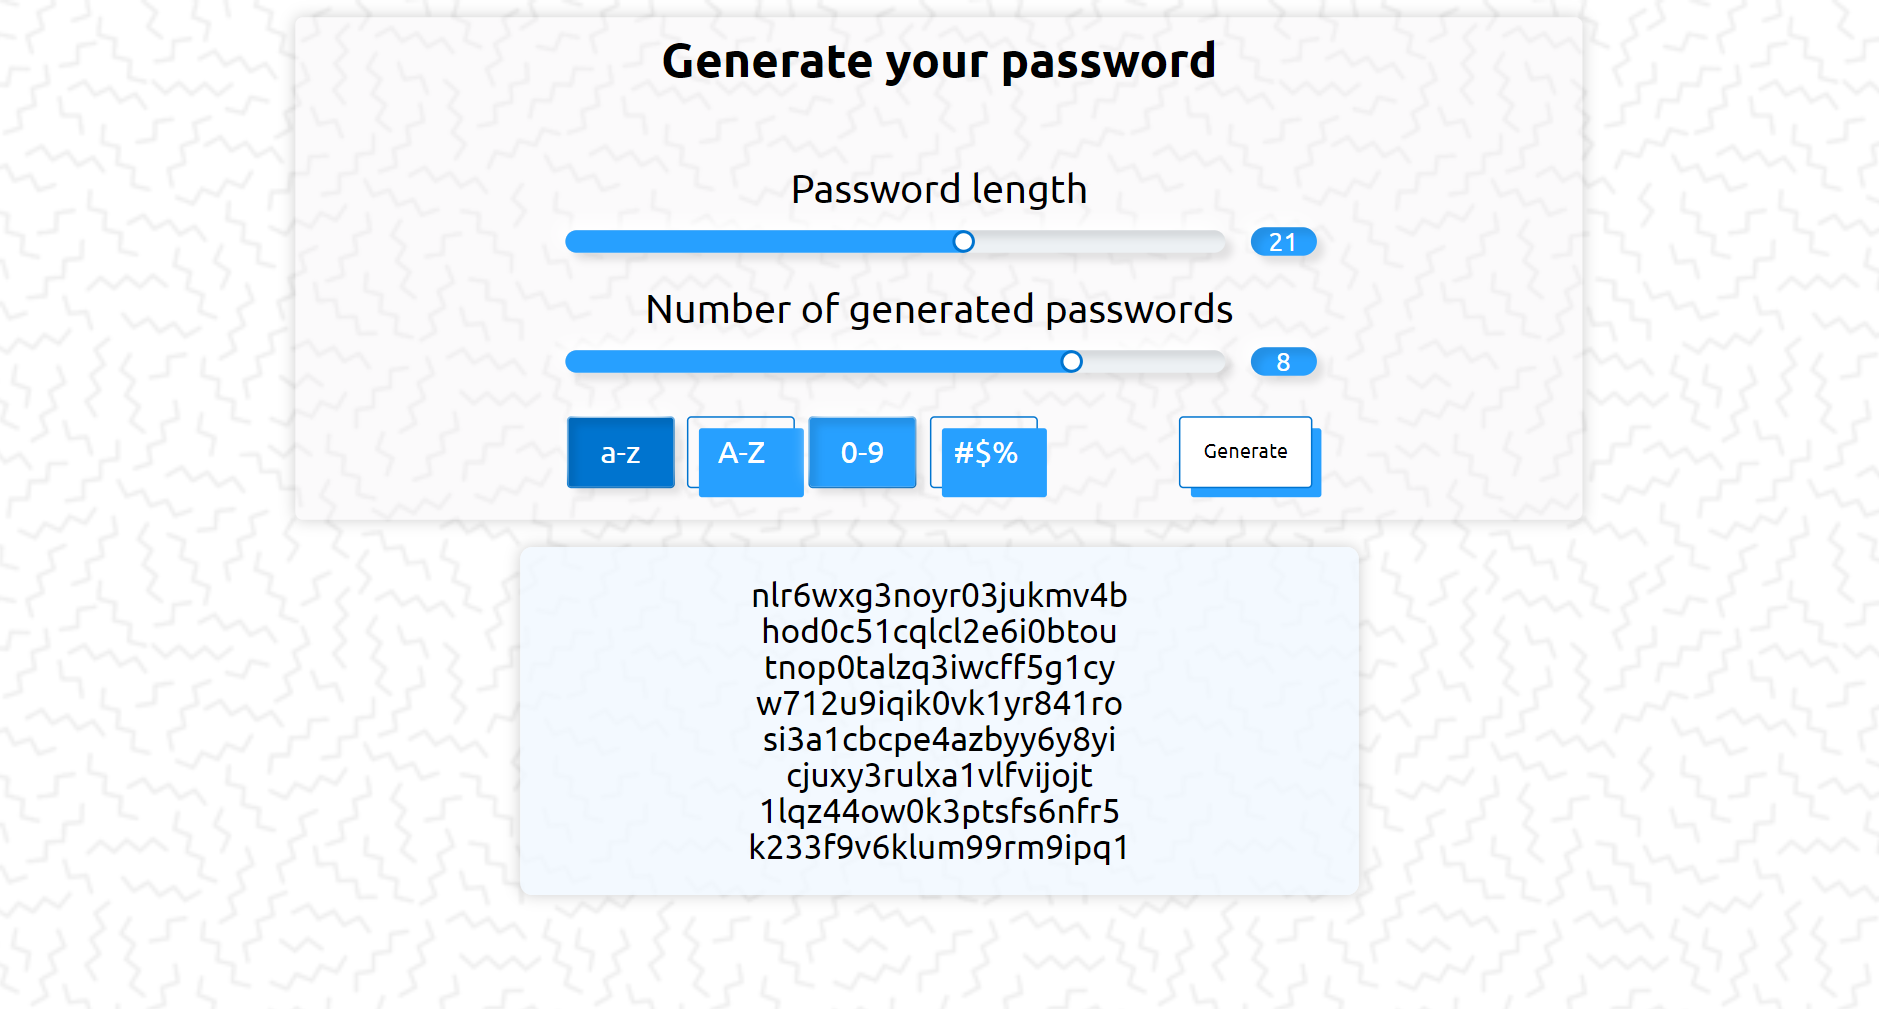 Generate your password
Password length
21
Number of generated passwords
8
a-z A-Z 0-9 #$% Generate
nlr6wxg3noyr03jukmv4b
hod0c51cqlcl2e6i0btou
tnop0talzq3iwcff5g1cy
w712u9iqik0vk1yr841ro
si3a1cbcpe4azbyy6y8yi
cjuxy3rulxa1vlfvijojt
1lqz44ow0k3ptsfs6nfr5
k233f9v6klum99rm9ipq1